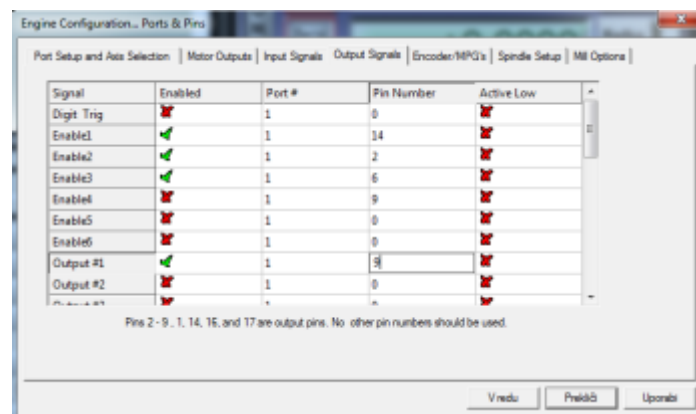 Engine Configuration... Ports & Pins
Port Setup and Axis Selection Motor Outputs Input Signals Output Signals Encoder/MPG's Spindle Setup Mill Options
Signal Enabled Port # Pin Number Active Low
Digit Trig 1 0
Enable1 1 14
Enable2 1 2
Enable3 1 6
Enable4 1 9
Enable5 1 0
Enable6 1 0
Output #1 1 9
Output #2 1 0
Pins 2 - 9 , 1, 14, 16, and 17 are output pins. No other pin numbers should be used.
V redu Prekliči Uporabi